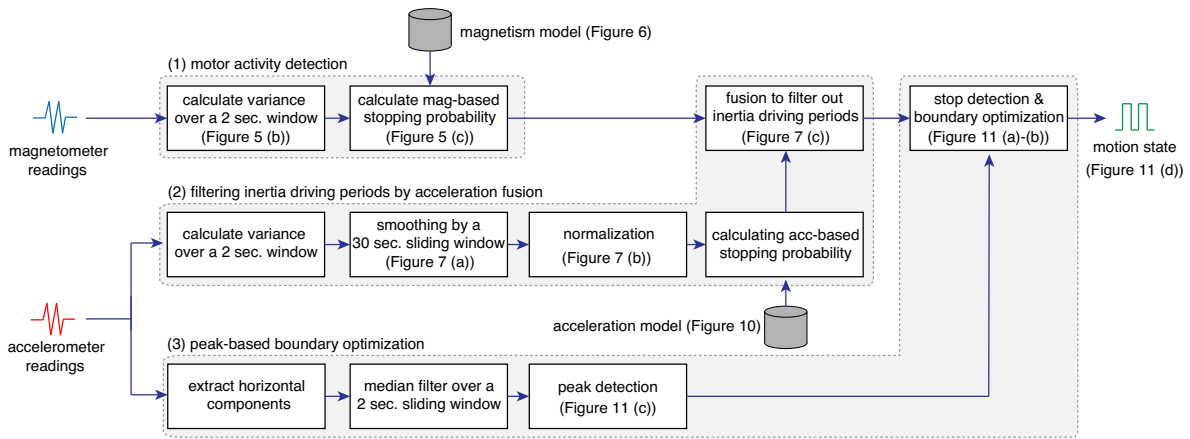 magnetism model (Figure 6)
(1) motor activity detection
calculate variance
over a 2 sec. window
(Figure 5 (b))
calculate mag-based
stopping probability
(Figure 5 (c))
fusion to filter out
inertia driving periods
(Figure 7 (c))
stop detection &
boundary optimization
(Figure 11 (a)-(b))
magnetometer
readings
motion state
(Figure 11 (d))
(2) filtering inertia driving periods by acceleration fusion
calculate variance
over a 2 sec. window
smoothing by a
30 sec. sliding window
(Figure 7 (a))
normalization
(Figure 7 (b))
calculating acc-based
stopping probability
acceleration model (Figure 10)
accelerometer
readings
(3) peak-based boundary optimization
extract horizontal
components
median filter over a
2 sec. sliding window
peak detection
(Figure 11 (c))